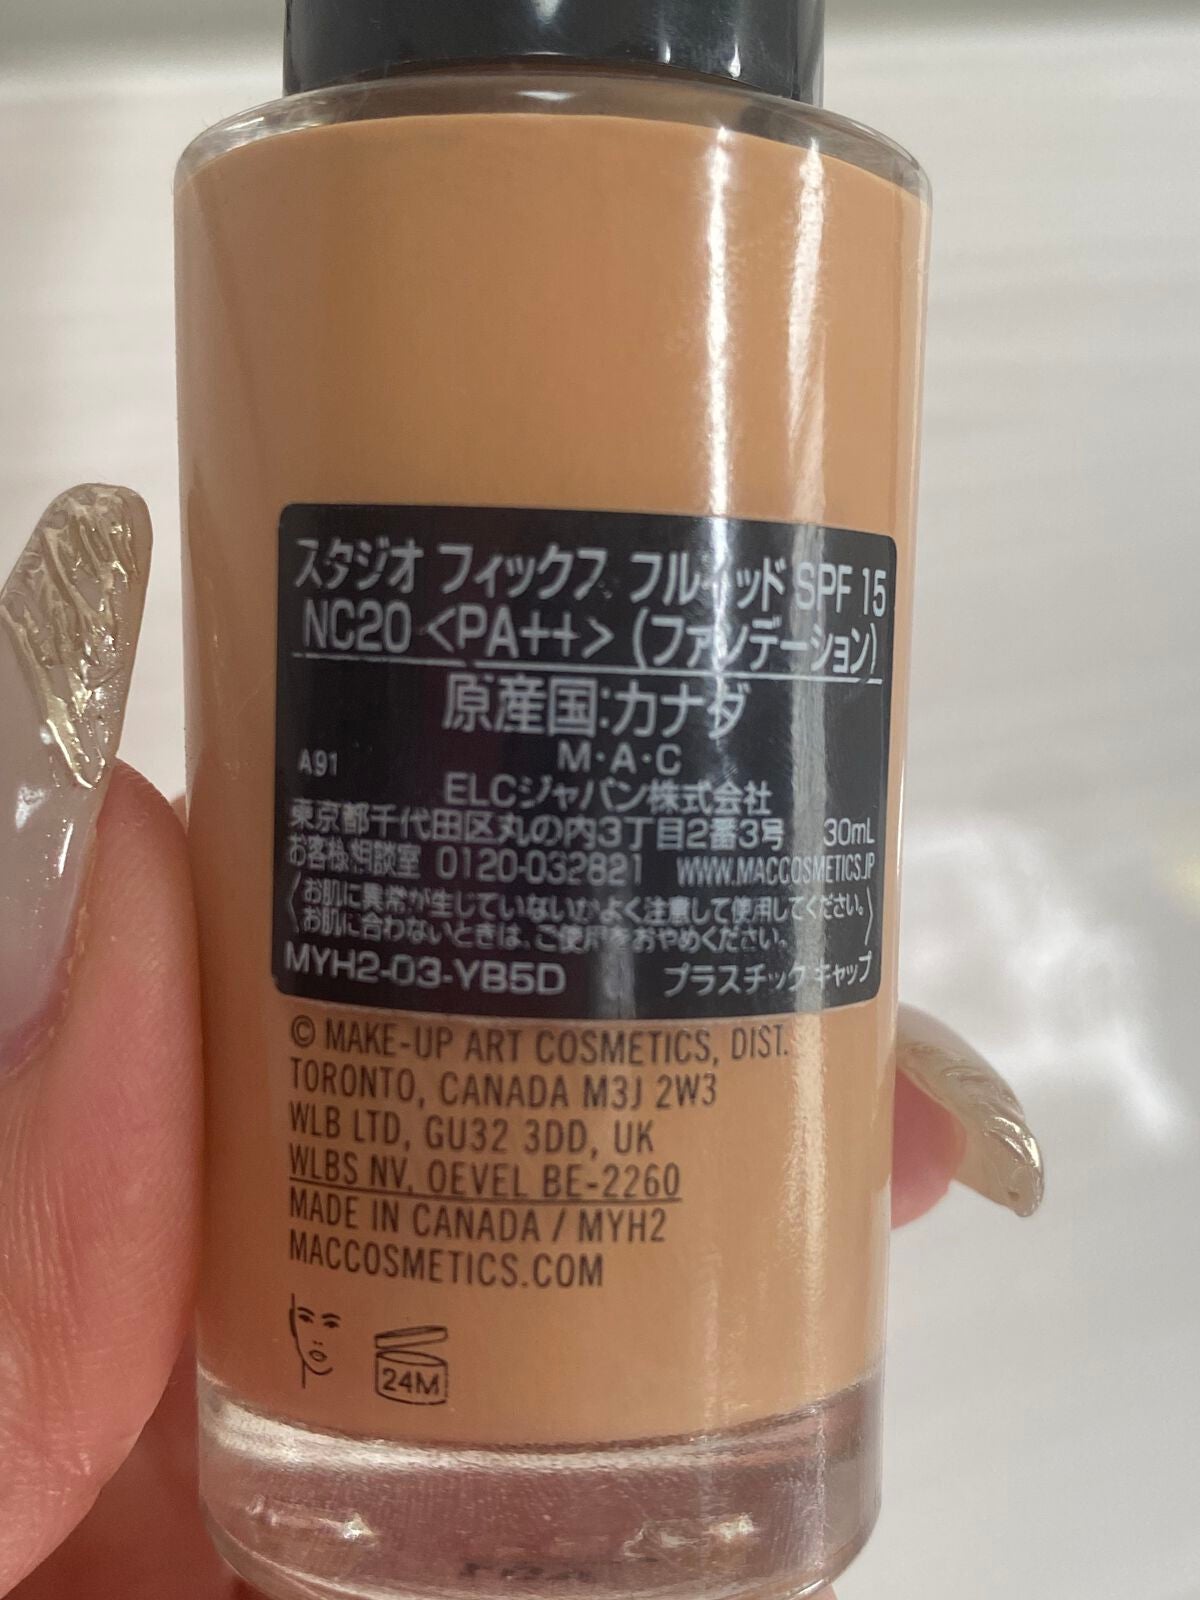 スタジオ フィックス フルイッド SPF 15
NC20 <PA++> (ファンデーション)
原産国:カナダ
M・A・C
A91
ELCジャパン株式会社
東京都千代田区丸の内3丁目2番3号 30mL
お客様相談室 0120-032821 WWW.MACCOSMETICS.JP
お肌に異常が生じていないかよく注意して使用してください。
お肌に合わないときは、ご使用をおやめください。
MYH2-03-YB5D プラスチック キャップ
© MAKE-UP ART COSMETICS, DIST.
TORONTO, CANADA M3J 2W3
WLB LTD, GU32 3DD, UK
WLBS NV, OEVEL BE-2260
MADE IN CANADA / MYH2
MACCOSMETICS.COM
24M